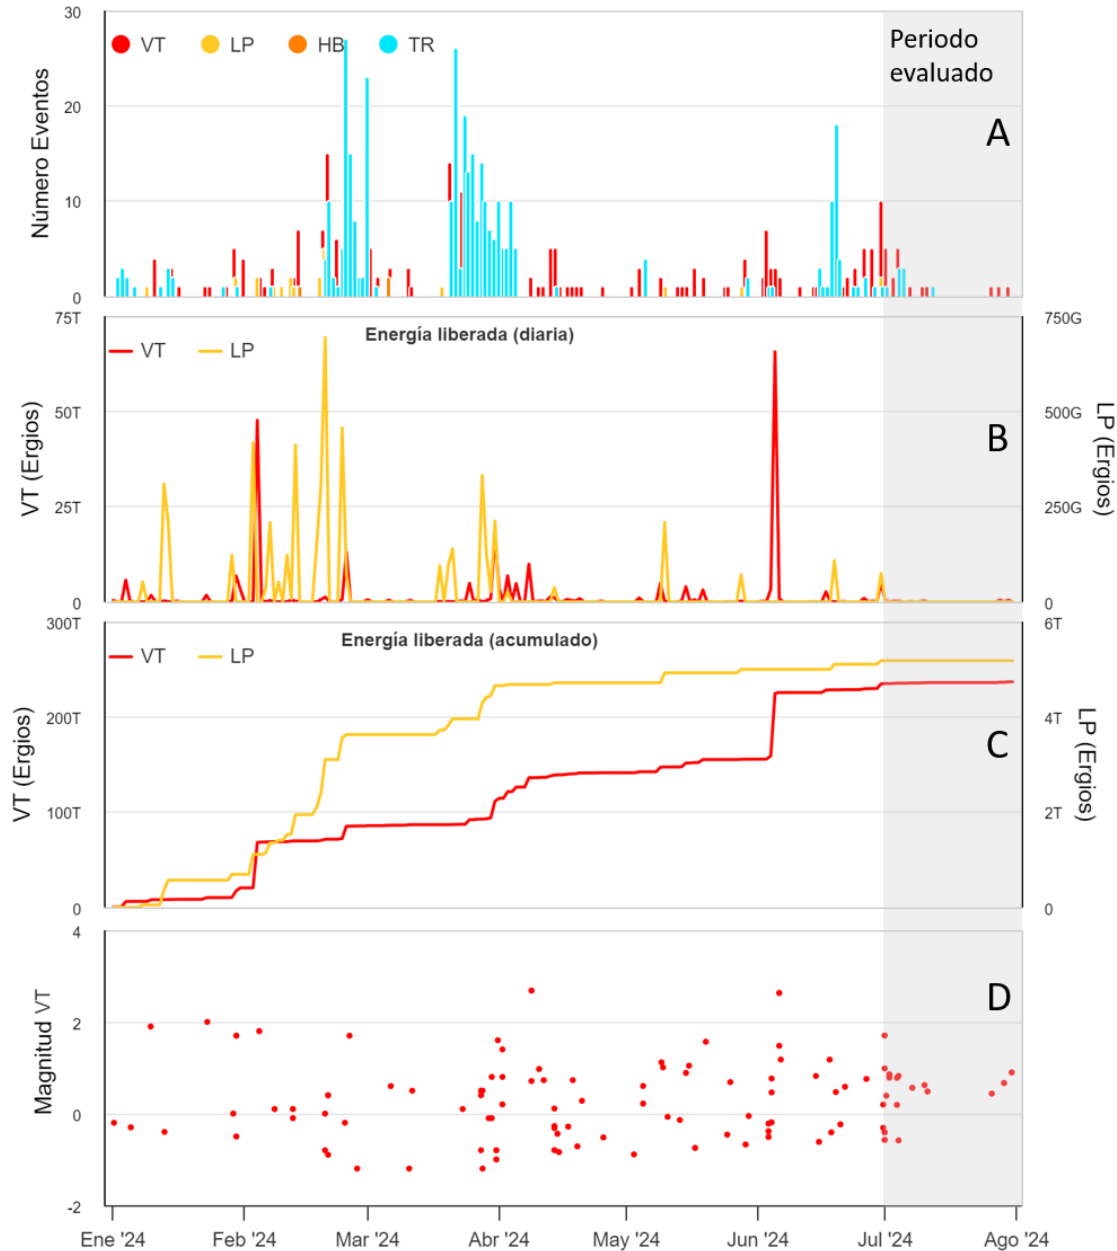 30
VT LP HB TR
Periodo
evaluado
A
Número Eventos
20
10
0
75T
750G
Energía liberada (diaria)
VT LP
VT (Ergios)
LP (Ergios)
50T
500G
B
25T
250G
0
0
300T
6T
Energía liberada (acumulado)
VT LP
VT (Ergios)
LP (Ergios)
200T
4T
C
100T
2T
0
0
4
D
Magnitud VT
2
0
-2
Ene '24 Feb '24 Mar '24 Abr '24 May '24 Jun '24 Jul '24 Ago '24